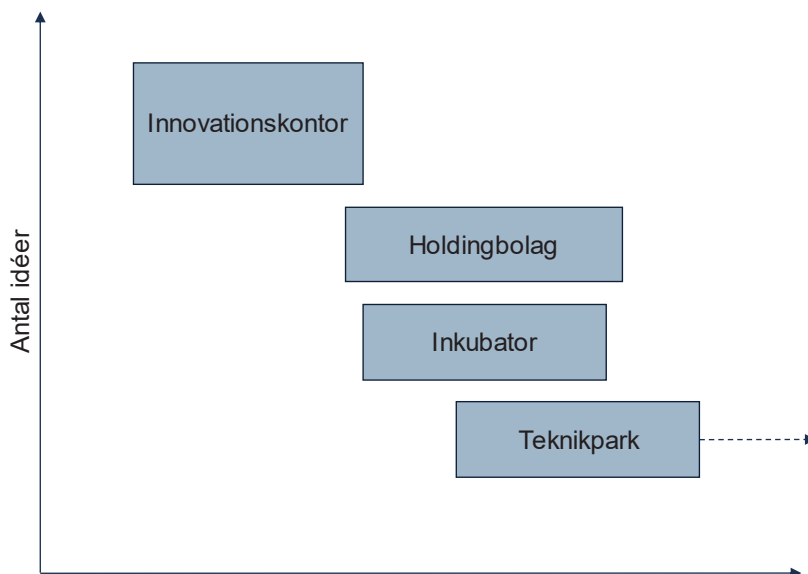 Antal idéer
Innovationskontor
Holdingbolag
Inkubator
Teknikpark